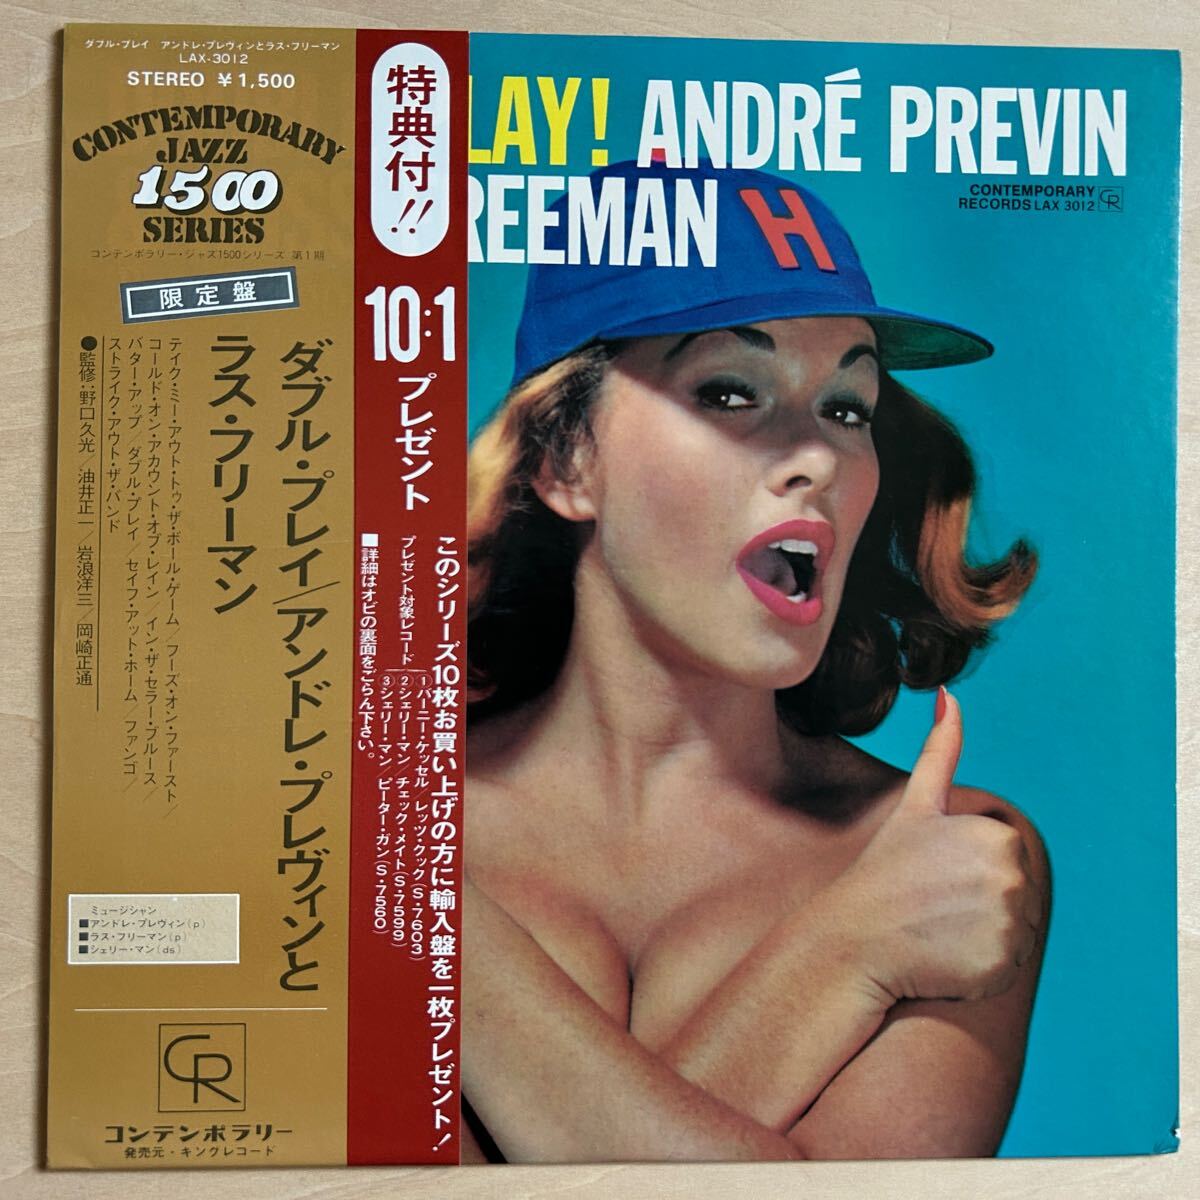 ダブル・プレイ アンドレ・プレヴィンとラス・フリーマン
LAX-3012
STEREO ¥1,500
CONTEMPORARY
JAZZ
1500
SERIES
コンテンポラリー・ジャズ1500シリーズ 第1期
限定盤
ダブル・プレイ/アンドレ・プレヴィンと
ラス・フリーマン
テイク・ミー・アウト・トゥ・ザ・ボール・ゲーム/フーズ・オン・ファースト/
コールド・オン・アカウント・オブ・レイン/イン・ザ・セラー・ブルース/
バター・アップ/ダブル・プレイ/セイフ・アット・ホーム/ファンゴ/
ストライク・アウト・ザ・バンド
●監修:野口久光/油井正一/岩浪洋三/岡崎正通
ミュージシャン
■アンドレ・プレヴィン(p)
■ラス・フリーマン(p)
■シェリー・マン(ds)
CR
コンテンポラリー
発売元・キングレコード
特典付!!
10:1
プレゼント
このシリーズ10枚お買い上げの方に輸入盤を一枚プレゼント!
プレゼント対象レコード
①バーニー・ケッセル/レッツ・クック(S・7603)
②シェリー・マン/チェック・メイト(S・7599)
③シェリー・マン/ピーター・ガン(S・7560)
■詳細はオビの裏面をごらん下さい。
LAY! ANDRÉ PREVIN
REEMAN
CONTEMPORARY
RECORDS LAX 3012
CR
H